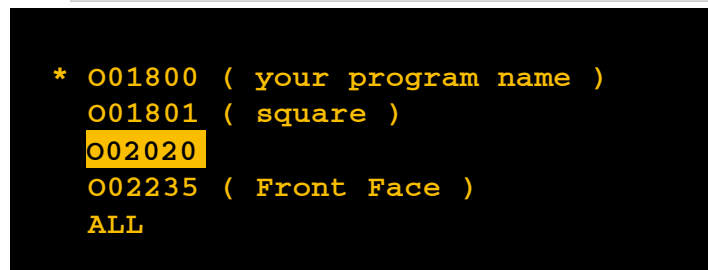 * O01800 ( your program name )
O01801 ( square )
O02020
O02235 ( Front Face )
ALL